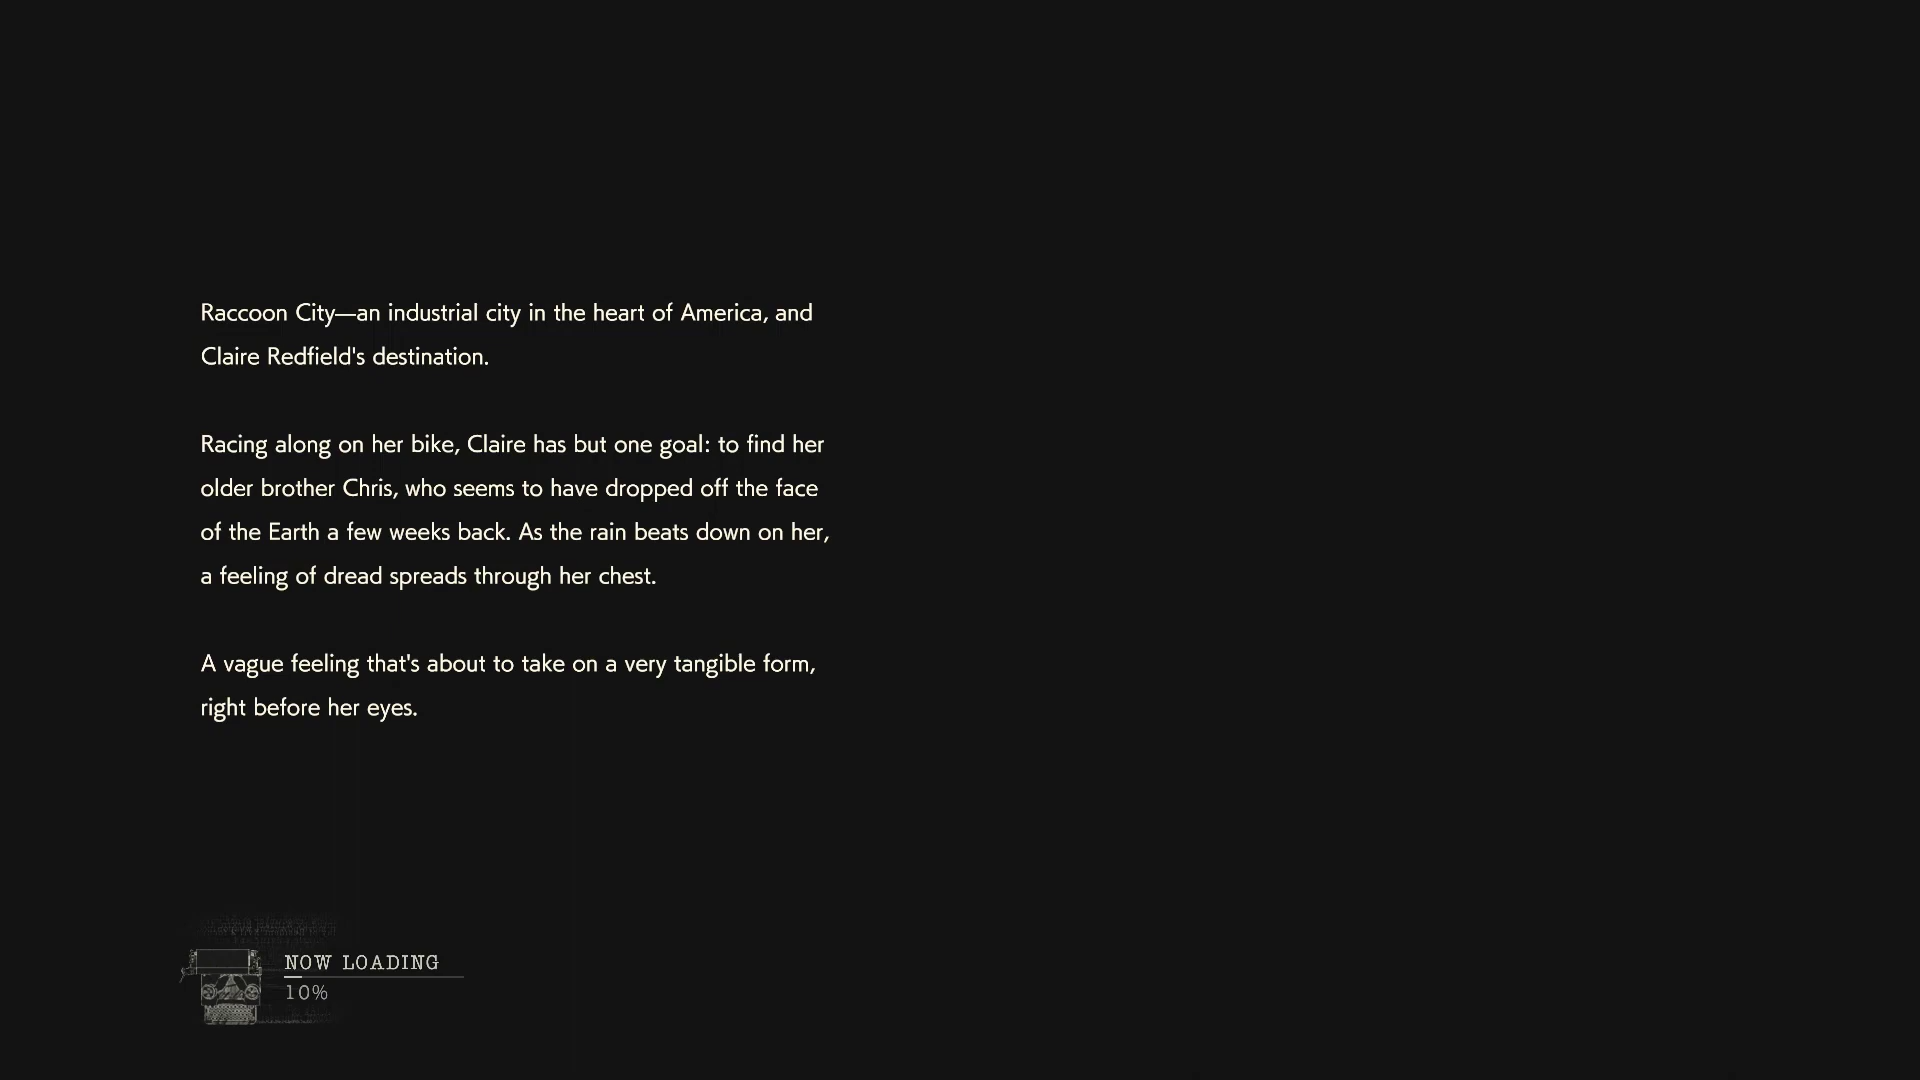 Raccoon City—an industrial city in the heart of America, and
Claire Redfield's destination.
Racing along on her bike, Claire has but one goal: to find her
older brother Chris, who seems to have dropped off the face
of the Earth a few weeks back. As the rain beats down on her,
a feeling of dread spreads through her chest.
A vague feeling that's about to take on a very tangible form,
right before her eyes.
NOW LOADING
10%